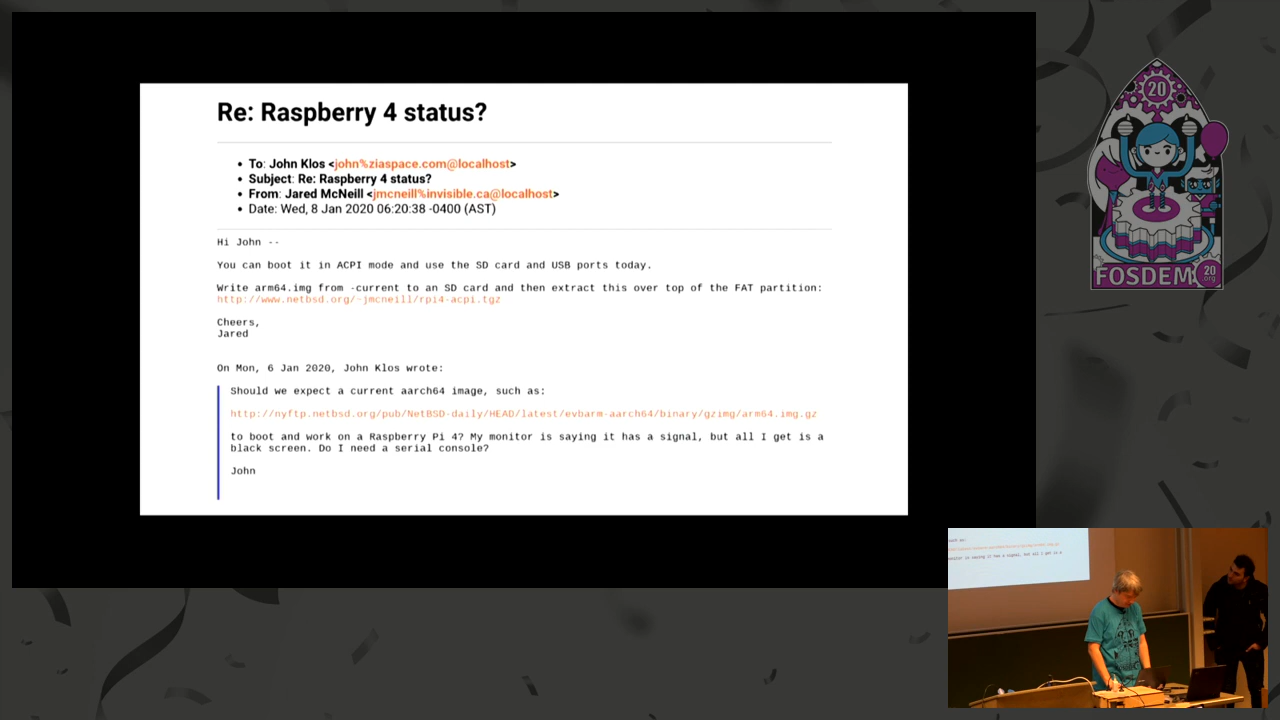 Re: Raspberry 4 status?
To: John Klos <john%ziaspace.com@localhost>
Subject: Re: Raspberry 4 status?
From: Jared McNeill <jmcneill%invisible.ca@localhost>
Date: Wed, 8 Jan 2020 06:20:38 -0400 (AST)
Hi John --
You can boot it in ACPI mode and use the SD card and USB ports today.
Write arm64.img from -current to an SD card and then extract this over top of the FAT partition:
http://www.netbsd.org/~jmcneill/rpi4-acpi.tgz
Cheers,
Jared
On Mon, 6 Jan 2020, John Klos wrote:
Should we expect a current aarch64 image, such as:
http://nyftp.netbsd.org/pub/NetBSD-daily/HEAD/latest/evbarm-aarch64/binary/gzimg/arm64.img.gz
to boot and work on a Raspberry Pi 4? My monitor is saying it has a signal, but all I get is a
black screen. Do I need a serial console?
John
20
FOSDEM
20
.org